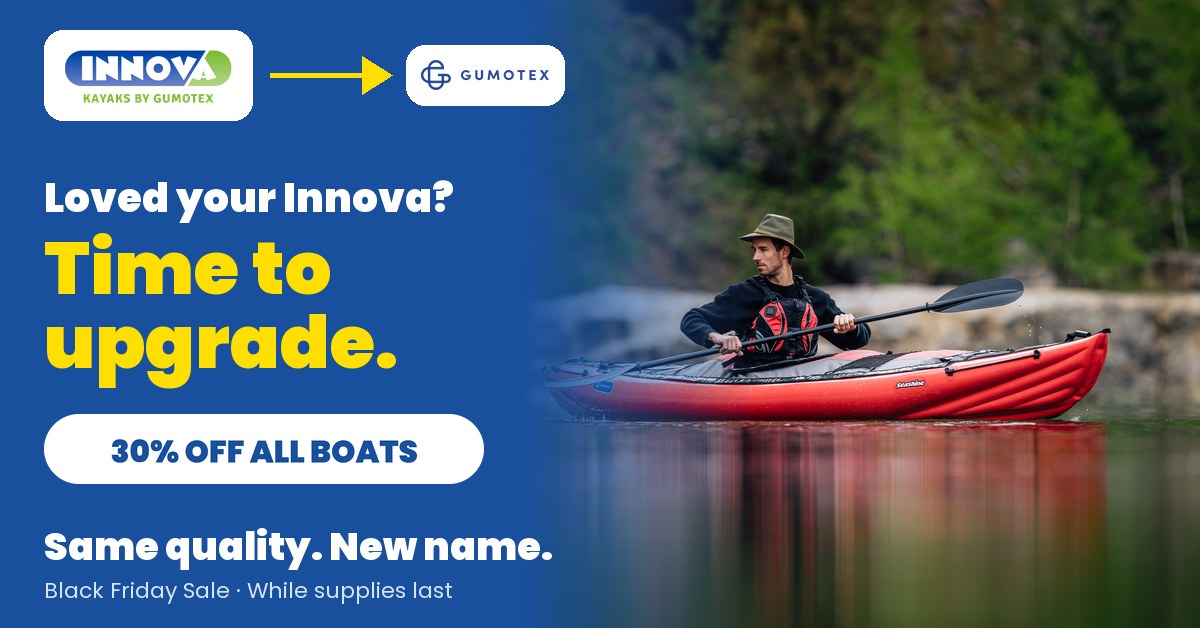 INNOVA
KAYAKS BY GUMOTEX
GUMOTEX
Loved your Innova?
Time to
upgrade.
30% OFF ALL BOATS
seashine
Same quality. New name.
Black Friday Sale · While supplies last